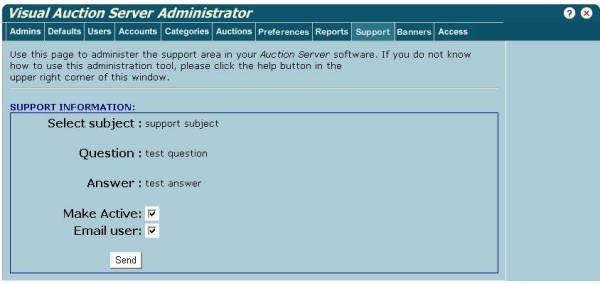 Visual Auction Server Administrator
Admins Defaults Users Accounts Categories Auctions Preferences Reports Support Banners Access
Use this page to administer the support area in your Auction Server software. If you do not know
how to use this administration tool, please click the help button in the
upper right corner of this window.
SUPPORT INFORMATION:
Select subject : support subject
Question : test question
Answer : test answer
Make Active:
Email user:
Send